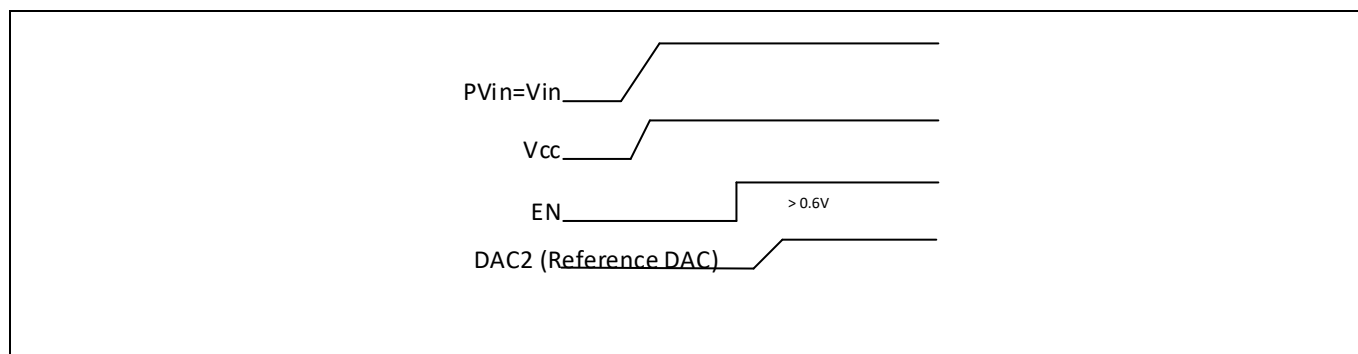 PVin=Vin
Vcc
EN
> 0.6V
DAC2 (Reference DAC)